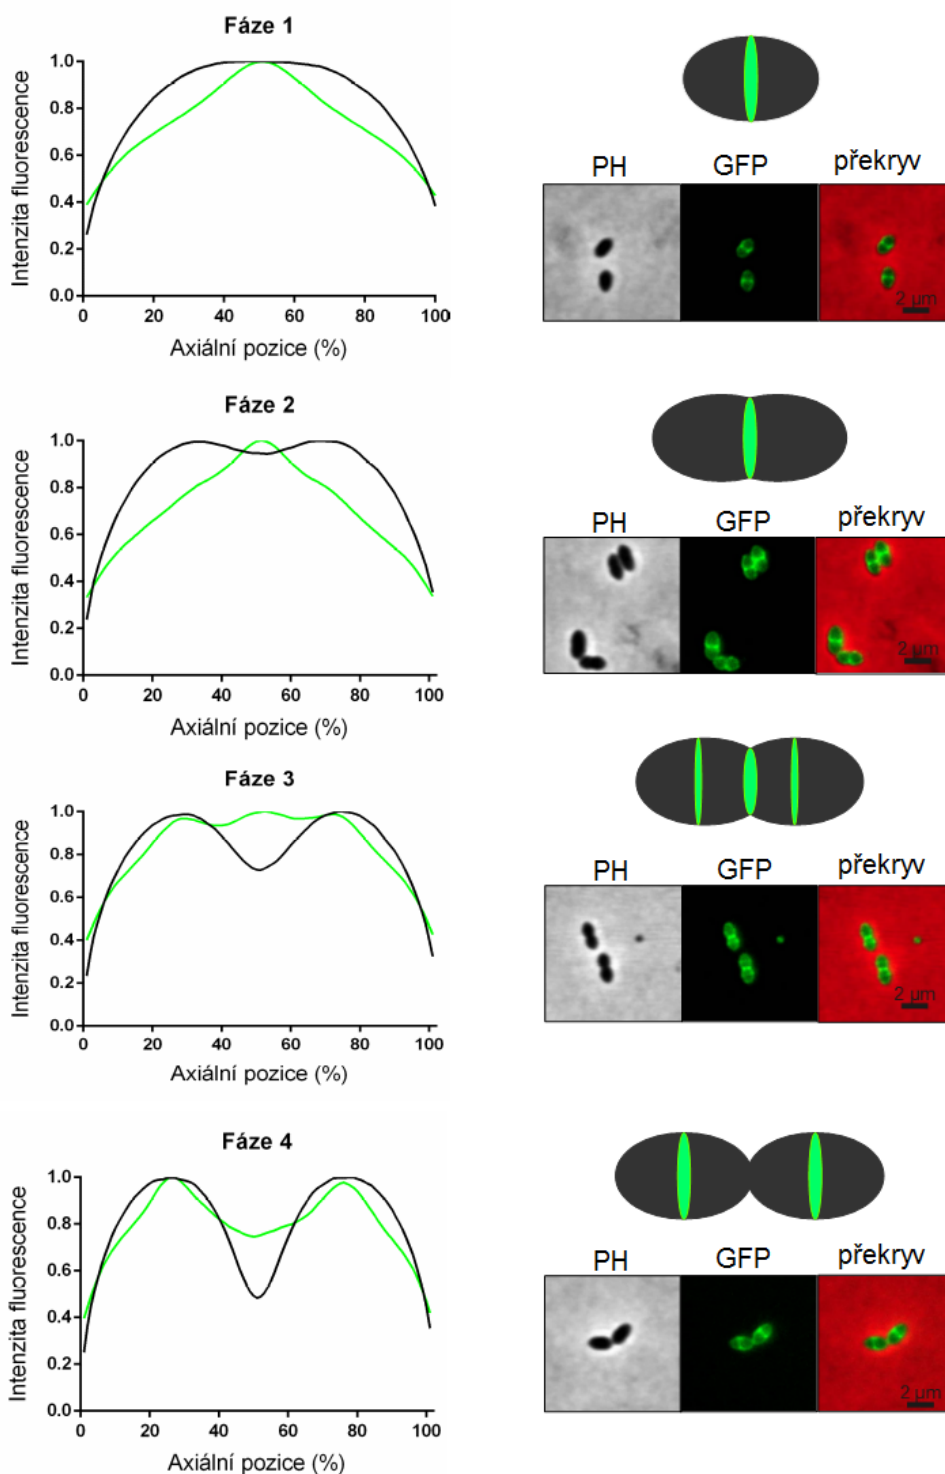 Fáze 1
Intenzita fluorescence
1.0
0.8
0.6
0.4
0.2
0.0
0 20 40 60 80 100
Axiální pozice (%)
PH GFP překryv
2 µm
Fáze 2
Intenzita fluorescence
1.0
0.8
0.6
0.4
0.2
0.0
0 20 40 60 80 100
Axiální pozice (%)
PH GFP překryv
2 µm
Fáze 3
Intenzita fluorescence
1.0
0.8
0.6
0.4
0.2
0.0
0 20 40 60 80 100
Axiální pozice (%)
PH GFP překryv
2 µm
Fáze 4
Intenzita fluorescence
1.0
0.8
0.6
0.4
0.2
0.0
0 20 40 60 80 100
Axiální pozice (%)
PH GFP překryv
2 µm